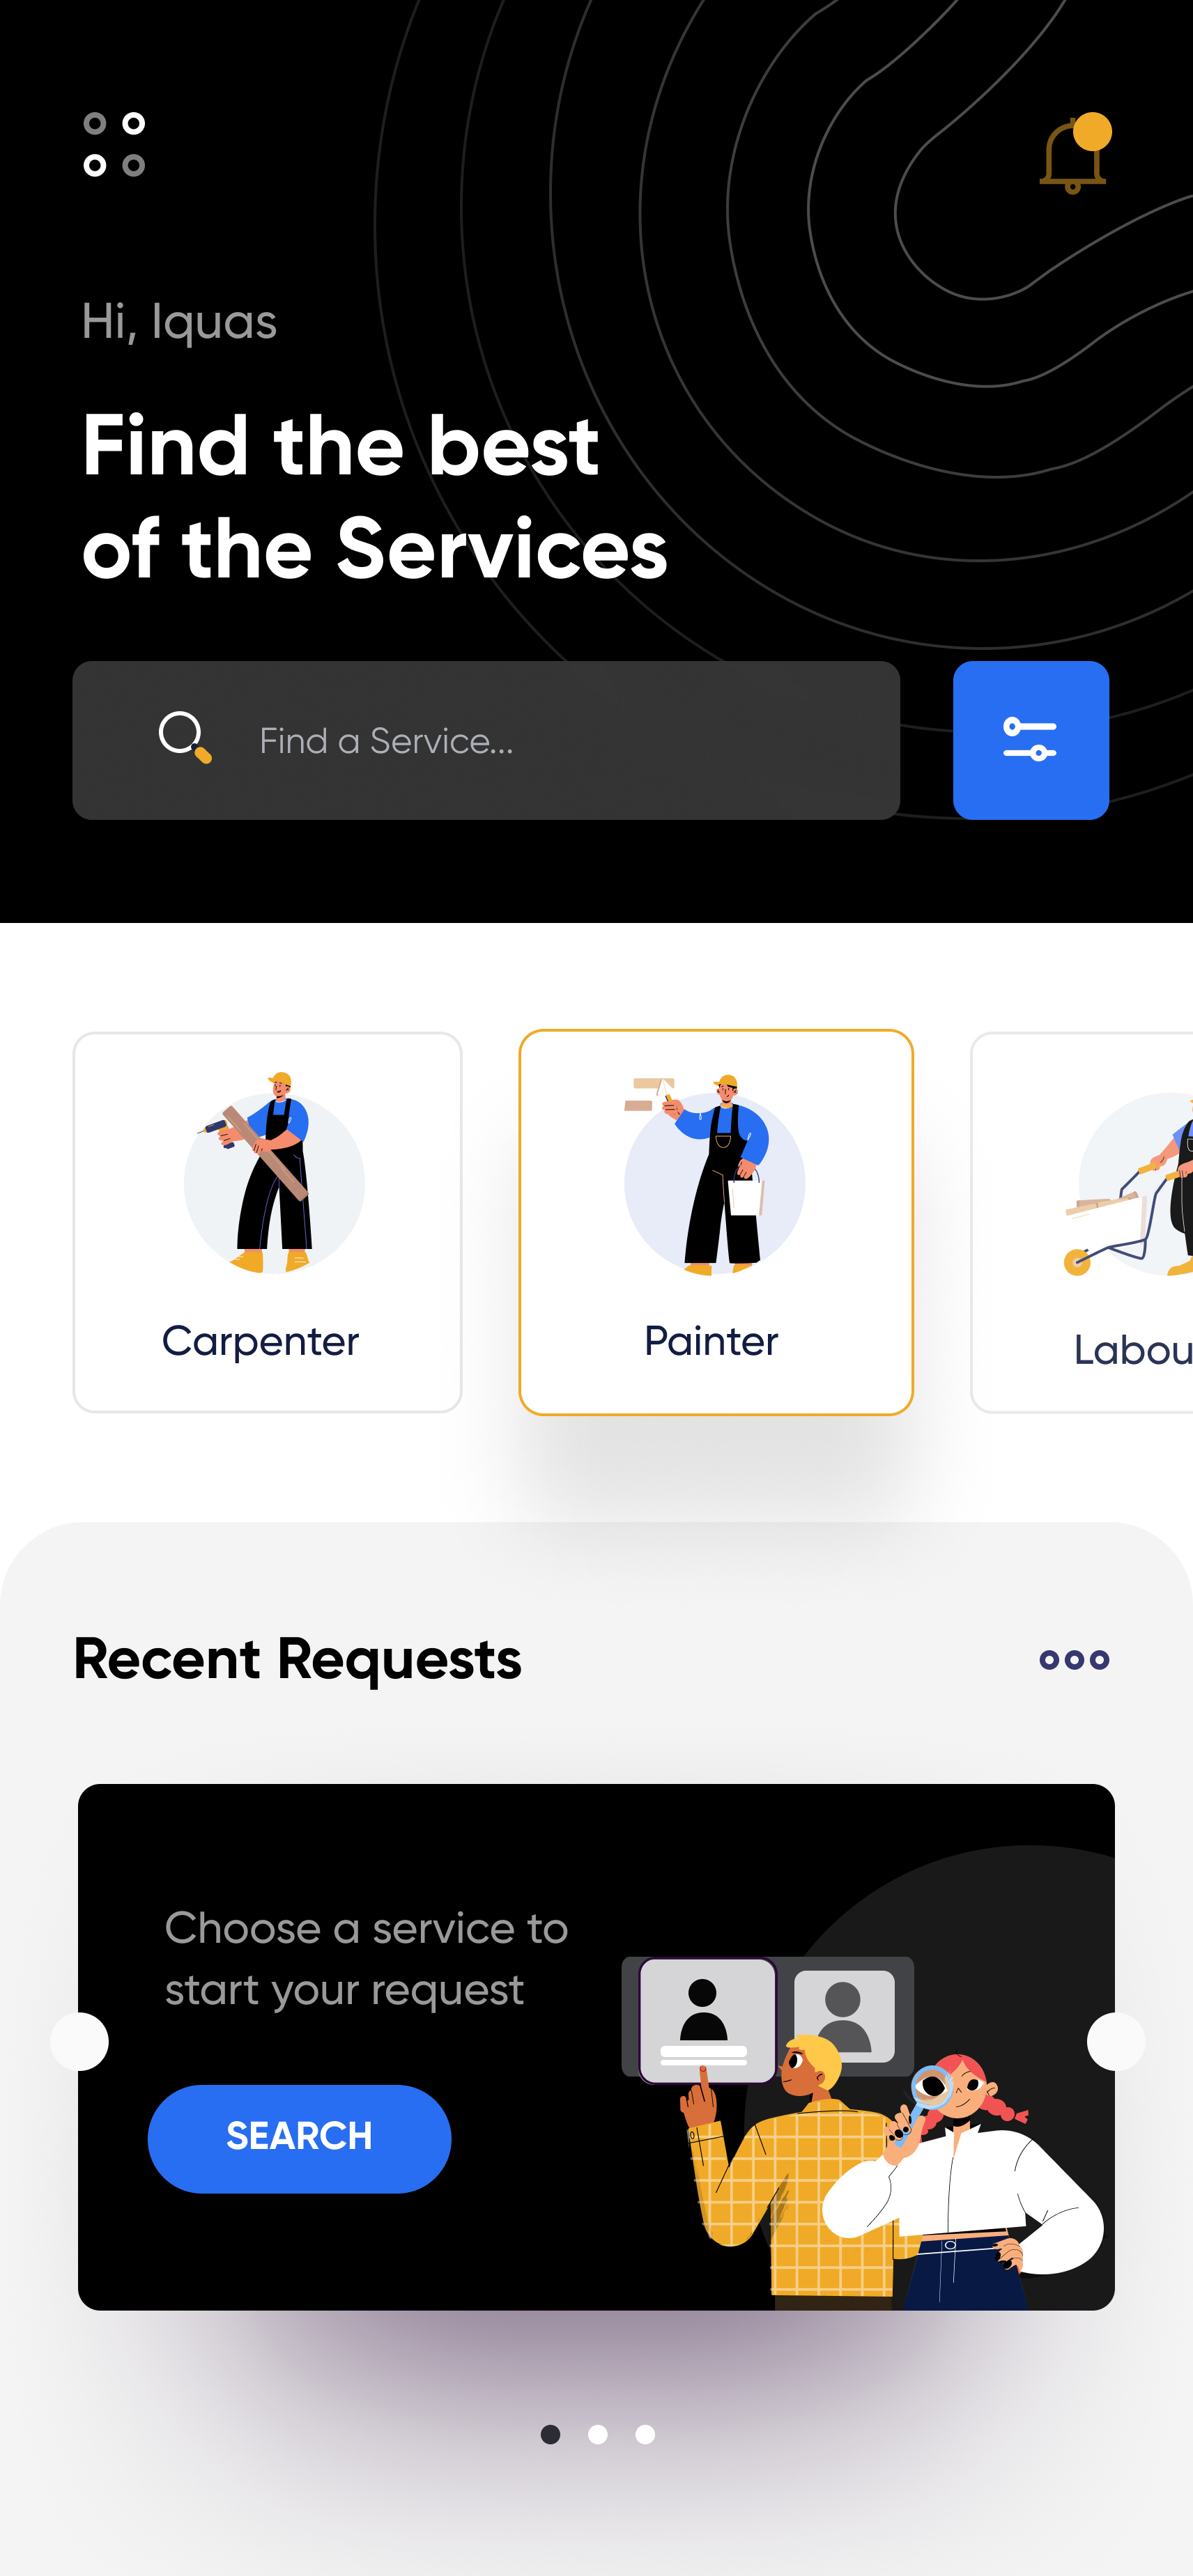 Hi, Iquas
Find the best
of the Services
Find a Service...
Carpenter
Painter
Labou
Recent Requests
Choose a service to
start your request
SEARCH